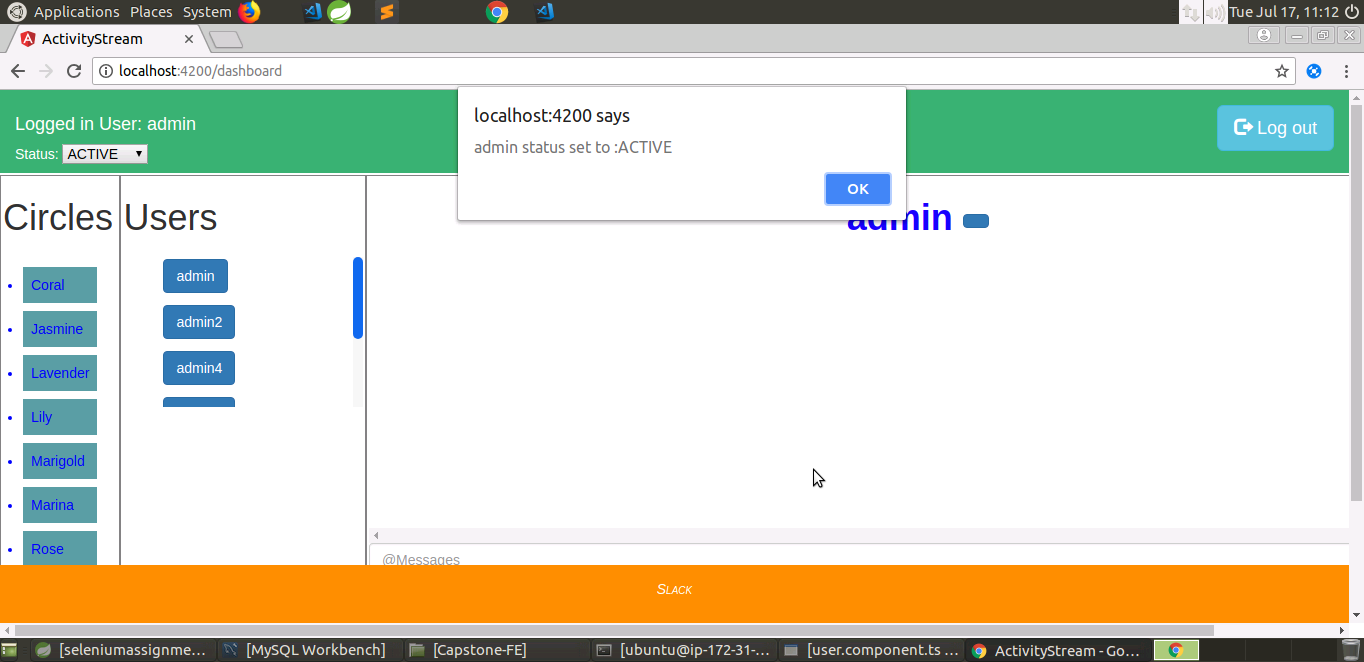 Applications Places System Tue Jul 17, 11:12
ActivityStream
localhost:4200/dashboard
Logged in User: admin
Status: ACTIVE
localhost:4200 says
admin status set to :ACTIVE
OK
Log out
Circles
Coral
Jasmine
Lavender
Lily
Marigold
Marina
Rose
Users
admin
admin2
admin4
admin
@Messages
Slack
[seleniumassignme... [MySQL Workbench] [Capstone-FE] [ubuntu@ip-172-31-... [user.component.ts ... ActivityStream - Go...